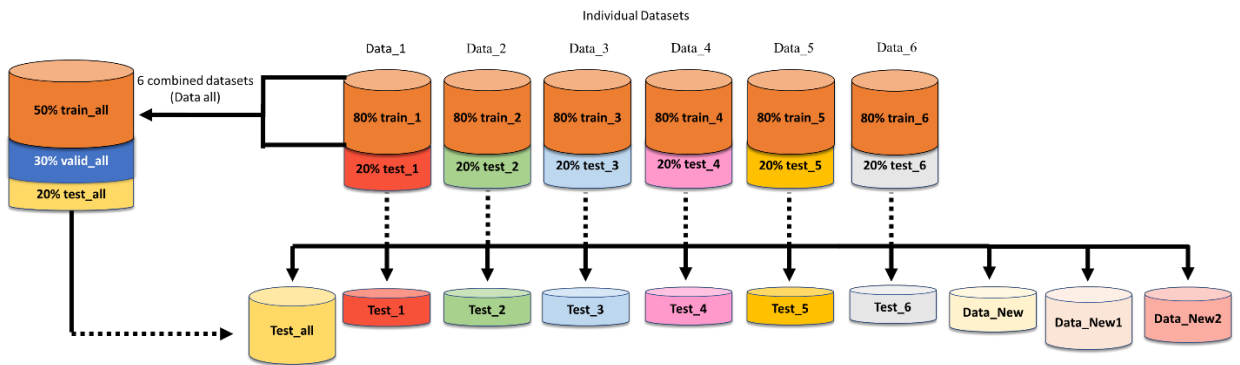 Individual Datasets
Data_1
Data_2
Data_3
Data_4
Data_5
Data_6
6 combined datasets
(Data all)
50% train_all
30% valid_all
20% test_all
80% train_1
80% train_2
80% train_3
80% train_4
80% train_5
80% train_6
20% test_1
20% test_2
20% test_3
20% test_4
20% test_5
20% test_6
Test_all
Test_1
Test_2
Test_3
Test_4
Test_5
Test_6
Data_New
Data_New1
Data_New2